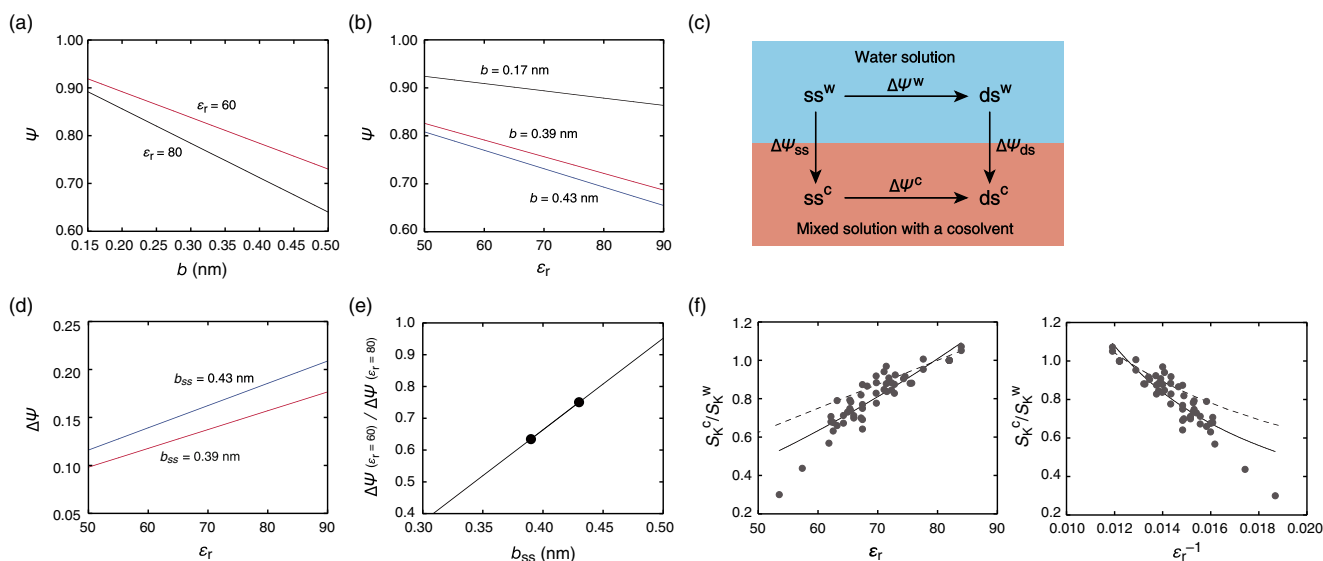 (a)
1.00
0.90
0.80
0.70
0.60
Ψ
εr = 60
εr = 80
0.15 0.20 0.25 0.30 0.35 0.40 0.45 0.50
b (nm)
(b)
1.00
0.90
0.80
0.70
0.60
Ψ
b = 0.17 nm
b = 0.39 nm
b = 0.43 nm
50 60 70 80 90
εr
(c)
Water solution
ssʷ ΔΨʷ dsʷ
ΔΨss ΔΨds
ssᶜ ΔΨᶜ dsᶜ
Mixed solution with a cosolvent
(d)
0.25
0.20
0.15
0.10
0.05
ΔΨ
bss = 0.43 nm
bss = 0.39 nm
50 60 70 80 90
εr
(e)
1.0
0.9
0.8
0.7
0.6
0.5
0.4
ΔΨ (εr = 60) / ΔΨ (εr = 80)
0.30 0.35 0.40 0.45 0.50
bss (nm)
(f)
1.2
1.0
0.8
0.6
0.4
0.2
SKᶜ/SKʷ
50 60 70 80 90
εr
1.2
1.0
0.8
0.6
0.4
0.2
SKᶜ/SKʷ
0.010 0.012 0.014 0.016 0.018 0.020
εr⁻¹